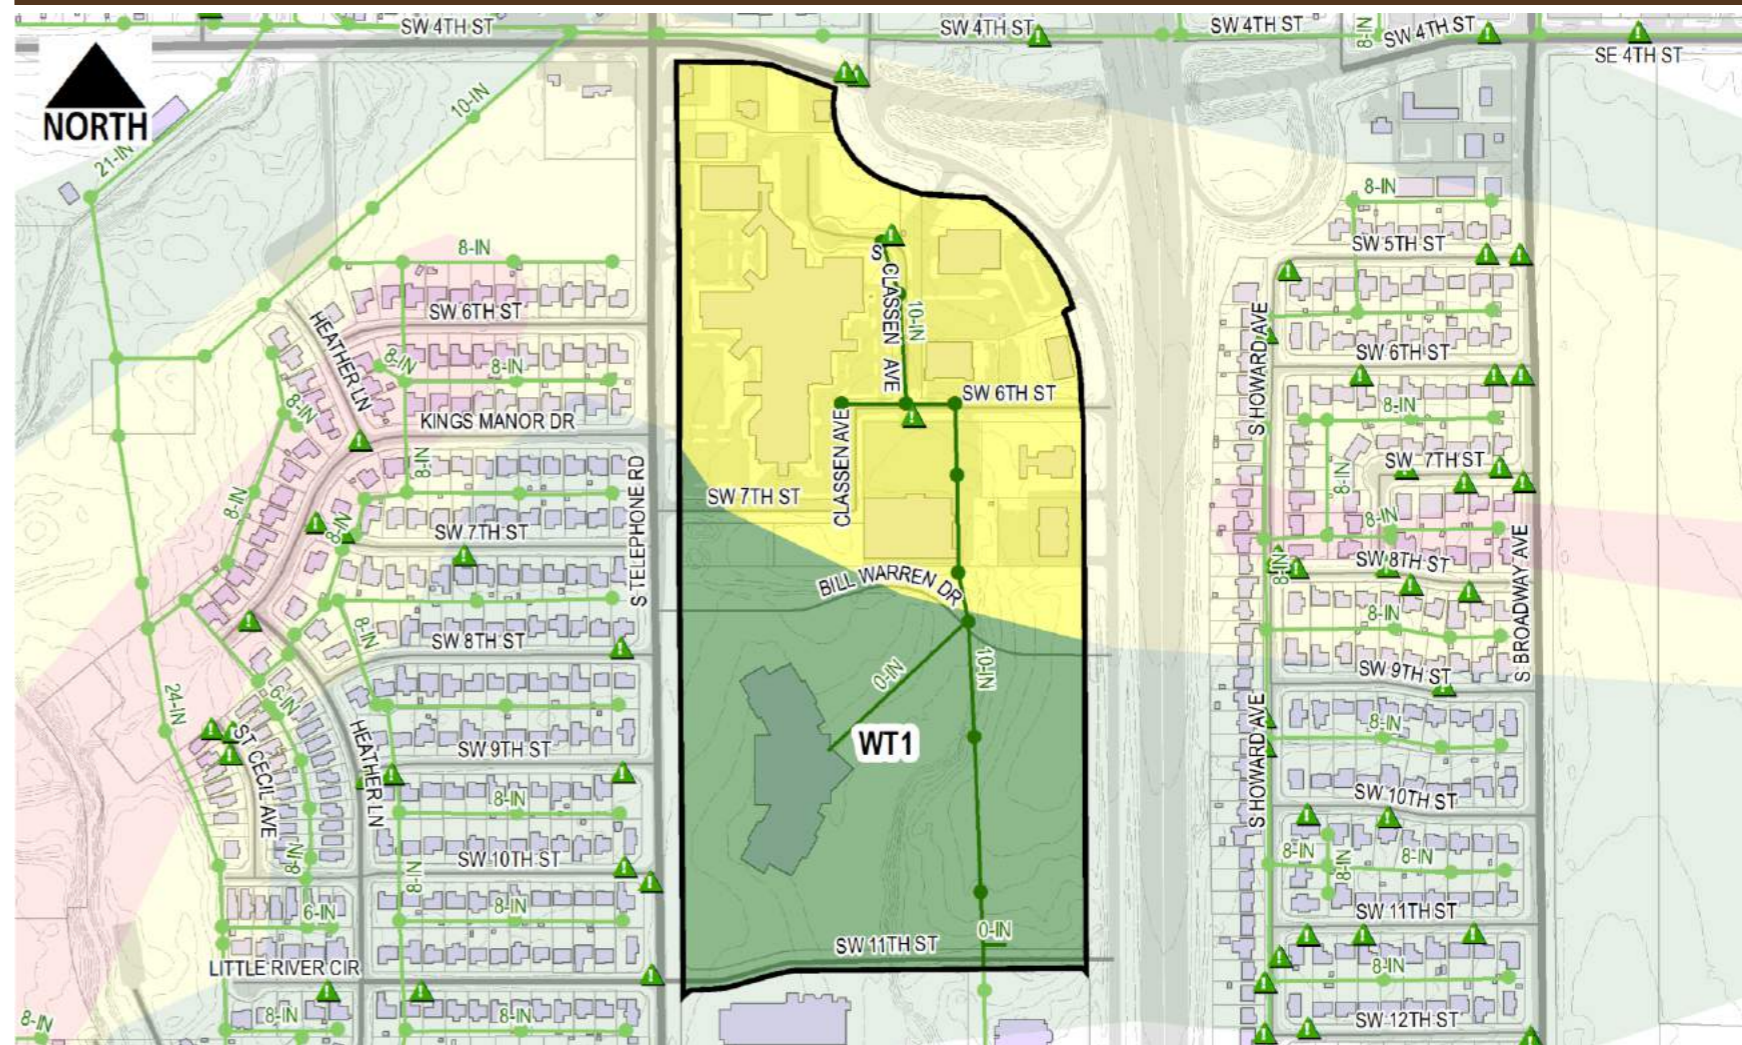 SW 4TH ST
SW 4TH ST
SW 4TH ST
8-IN
SW 4TH ST
SE 4TH ST
NORTH
21-IN
10-IN
8-IN
SW 5TH ST
8-IN
SW 6TH ST
HEATHER LN
8-IN
8-IN
8-IN
KINGS MANOR DR
8-IN
8-IN
8-IN
SW 7TH ST
S TELEPHONE RD
S CLASSEN AVE
10-IN
SW 6TH ST
CLASSEN AVE
SW 7TH ST
BILL WARREN DR
0-IN
10-IN
WT1
SW 11TH ST
0-IN
S HOWARD AVE
SW 6TH ST
8-IN
SW 7TH ST
8-IN
8-IN
SW 8TH ST
8-IN
8-IN
S BROADWAY AVE
SW 9TH ST
8-IN
S HOWARD AVE
SW 10TH ST
8-IN
8-IN
8-IN
SW 11TH ST
8-IN
SW 12TH ST
8-IN
SW 8TH ST
24-IN
6-IN
ST CECIL AVE
HEATHER LN
SW 9TH ST
8-IN
8-IN
SW 10TH ST
8-IN
8-IN
6-IN
LITTLE RIVER CIR
8-IN
8-IN
8-IN